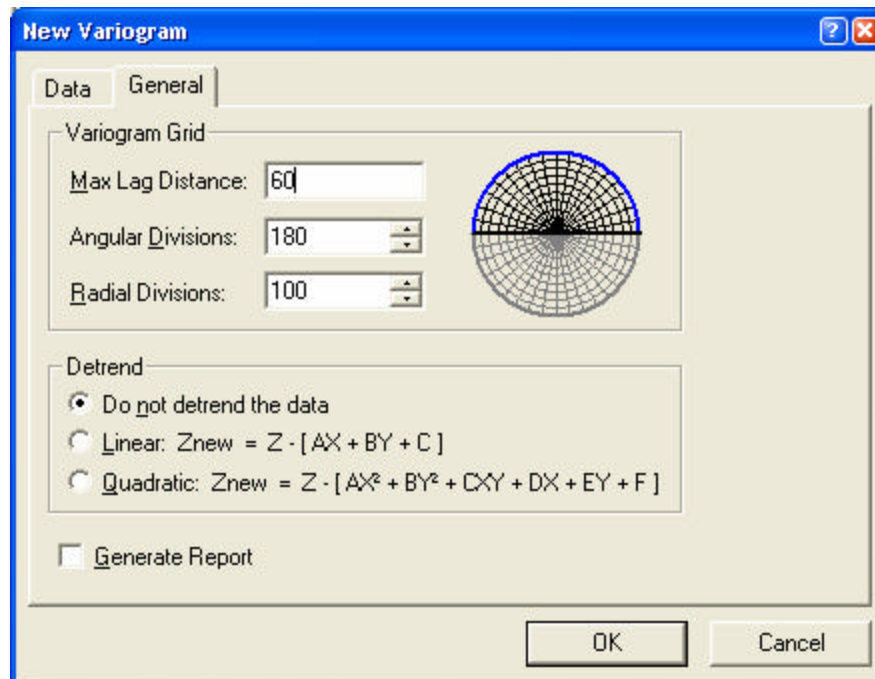 New Variogram
Data
General
Variogram Grid
Max Lag Distance: 60
Angular Divisions: 180
Radial Divisions: 100
Detrend
Do not detrend the data
Linear: Znew = Z - [ AX + BY + C ]
Quadratic: Znew = Z - [ AX² + BY² + CXY + DX + EY + F ]
Generate Report
OK
Cancel